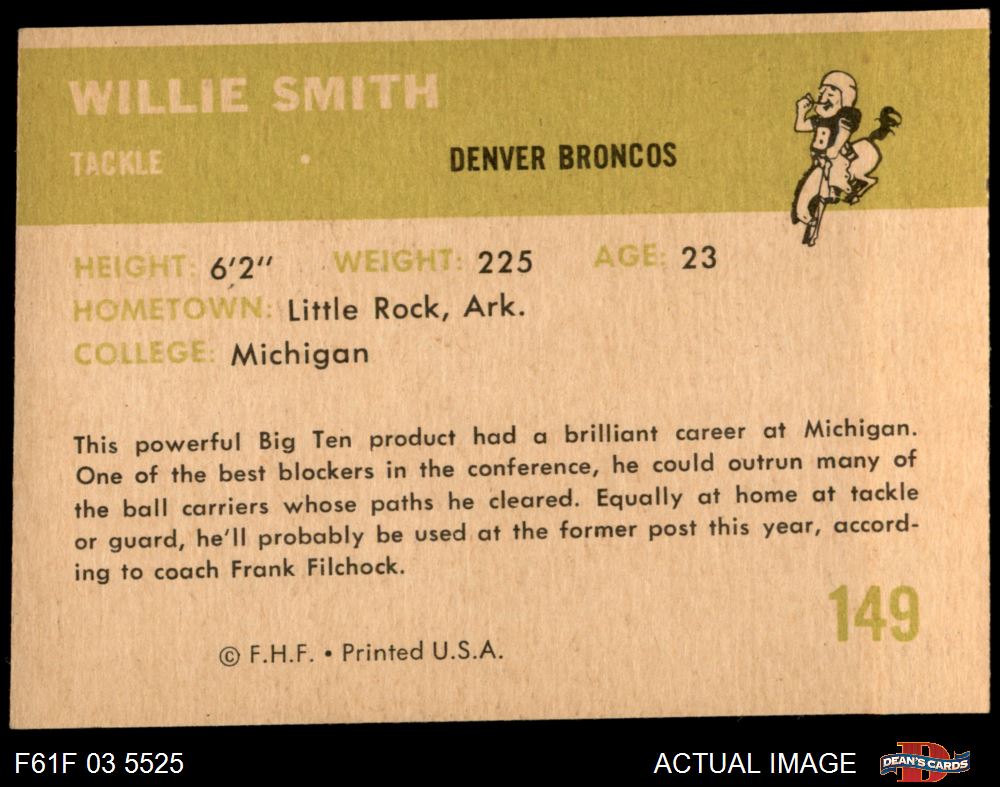 WILLIE SMITH
TACKLE • DENVER BRONCOS
8
HEIGHT: 6'2" WEIGHT: 225 AGE: 23
HOMETOWN: Little Rock, Ark.
COLLEGE: Michigan
This powerful Big Ten product had a brilliant career at Michigan.
One of the best blockers in the conference, he could outrun many of
the ball carriers whose paths he cleared. Equally at home at tackle
or guard, he'll probably be used at the former post this year, accord-
ing to coach Frank Filchock.
149
© F.H.F. • Printed U.S.A.
F61F 03 5525 ACTUAL IMAGE D DEAN'S CARDS